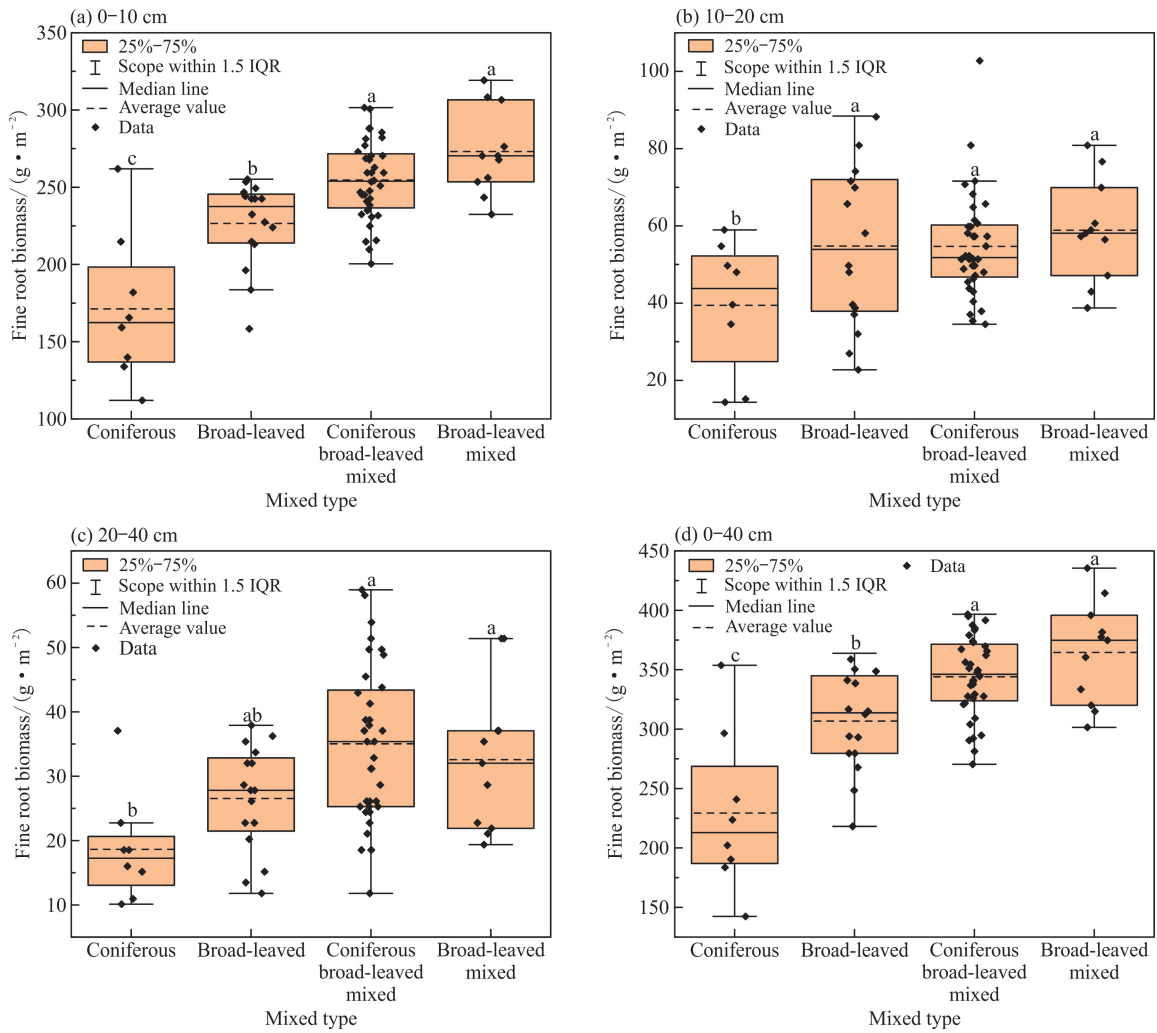 (a) 0−10 cm
350
300
250
200
150
100
Fine root biomass/(g • m⁻²)
25%−75%
Scope within 1.5 IQR
Median line
Average value
Data
c
b
a
a
Coniferous
Broad-leaved
Coniferous
broad-leaved
mixed
Broad-leaved
mixed
Mixed type
(b) 10−20 cm
100
80
60
40
20
Fine root biomass/(g • m⁻²)
25%−75%
Scope within 1.5 IQR
Median line
Average value
Data
b
a
a
a
Coniferous
Broad-leaved
Coniferous
broad-leaved
mixed
Broad-leaved
mixed
Mixed type
(c) 20−40 cm
60
50
40
30
20
10
Fine root biomass/(g • m⁻²)
25%−75%
Scope within 1.5 IQR
Median line
Average value
Data
b
ab
a
a
Coniferous
Broad-leaved
Coniferous
broad-leaved
mixed
Broad-leaved
mixed
Mixed type
(d) 0−40 cm
450
400
350
300
250
200
150
Fine root biomass/(g • m⁻²)
25%−75%
Scope within 1.5 IQR
Median line
Average value
Data
c
b
a
a
Coniferous
Broad-leaved
Coniferous
broad-leaved
mixed
Broad-leaved
mixed
Mixed type